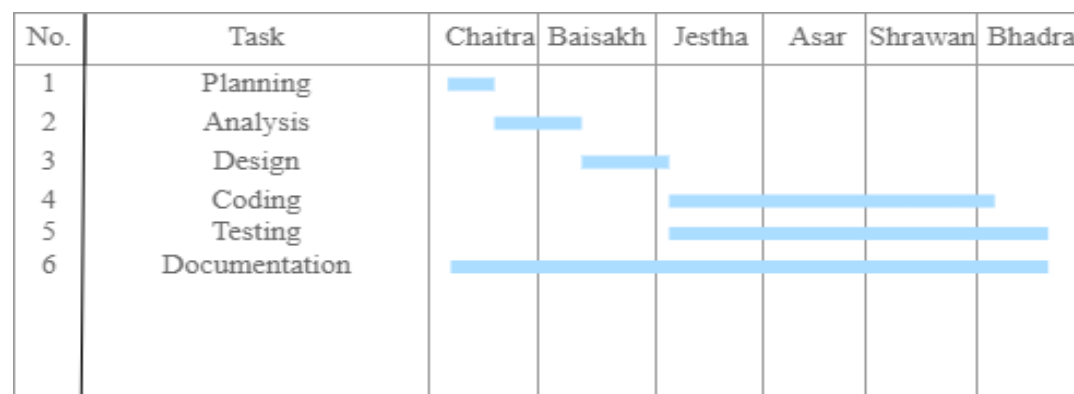 No. Task Chaitra Baisakh Jestha Asar Shrawan Bhadra
1 Planning
2 Analysis
3 Design
4 Coding
5 Testing
6 Documentation